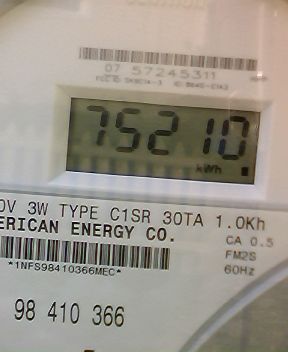 07 57245311
75210
kWh
0V 3W TYPE C1SR 30TA 1.0Kh
ERICAN ENERGY CO.
CA 0.5
FM2S
*1NFS98410366MEC*
60Hz
98 410 366